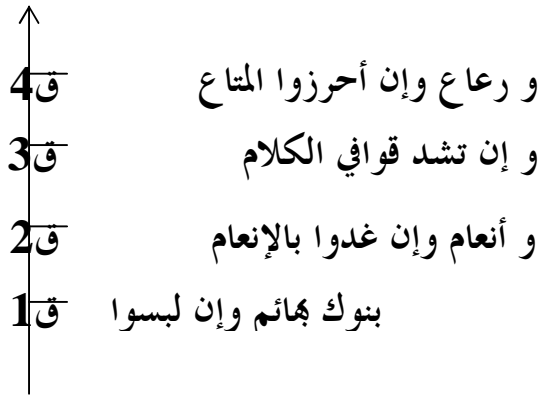 و رعاع وإن أحرزوا المتاع ق4
و إن تشد قوافي الكلام ق3
و أنعام وإن غدوا بالإنعام ق2
بنوك بهائم وإن لبسوا ق1